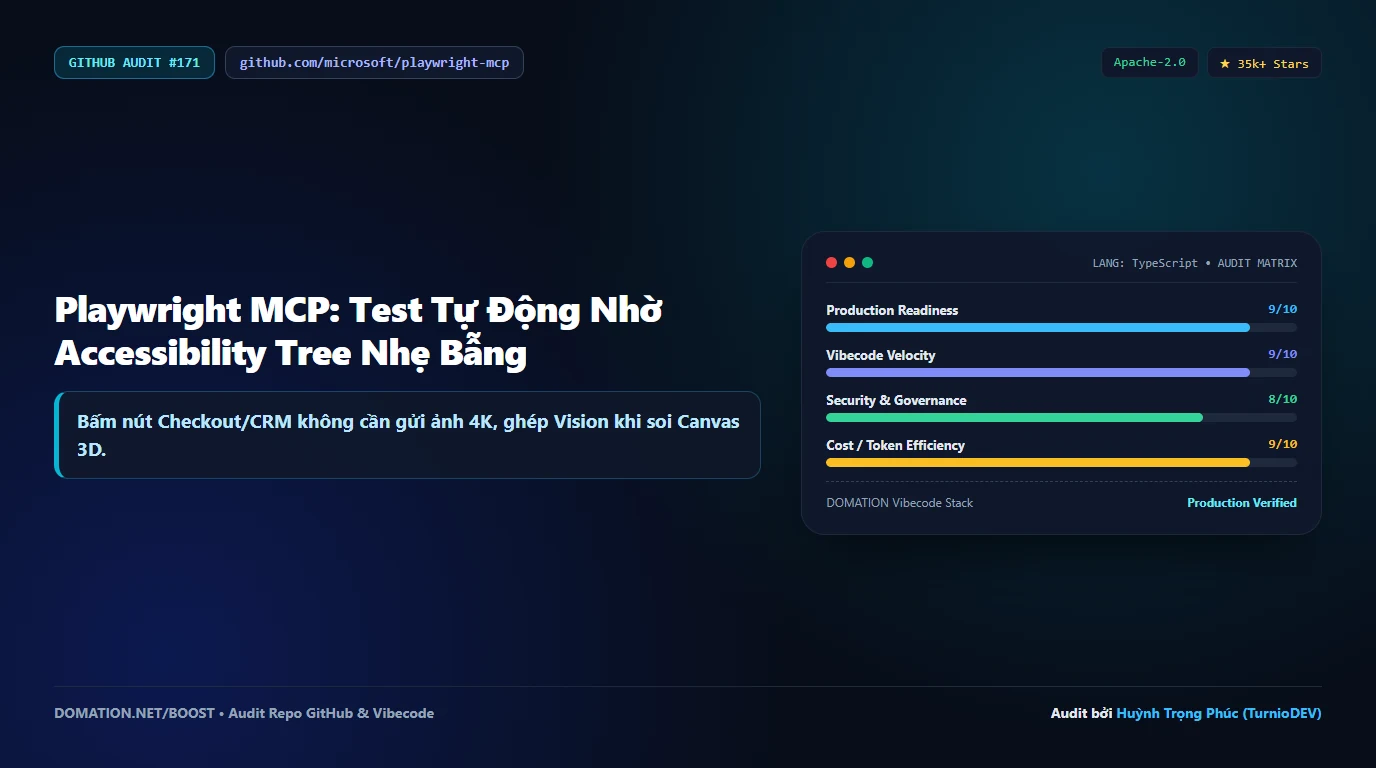 GITHUB AUDIT #171
github.com/microsoft/playwright-mcp
Apache-2.0
★ 35k+ Stars
Playwright MCP: Test Tự Động Nhờ
Accessibility Tree Nhẹ Bẫng
Bấm nút Checkout/CRM không cần gửi ảnh 4K, ghép Vision khi soi Canvas
3D.
LANG: TypeScript • AUDIT MATRIX
Production Readiness 9/10
Vibecode Velocity 9/10
Security & Governance 8/10
Cost / Token Efficiency 9/10
DOMATION Vibecode Stack Production Verified
DOMATION.NET/BOOST • Audit Repo GitHub & Vibecode
Audit bởi Huỳnh Trọng Phúc (TurnioDEV)